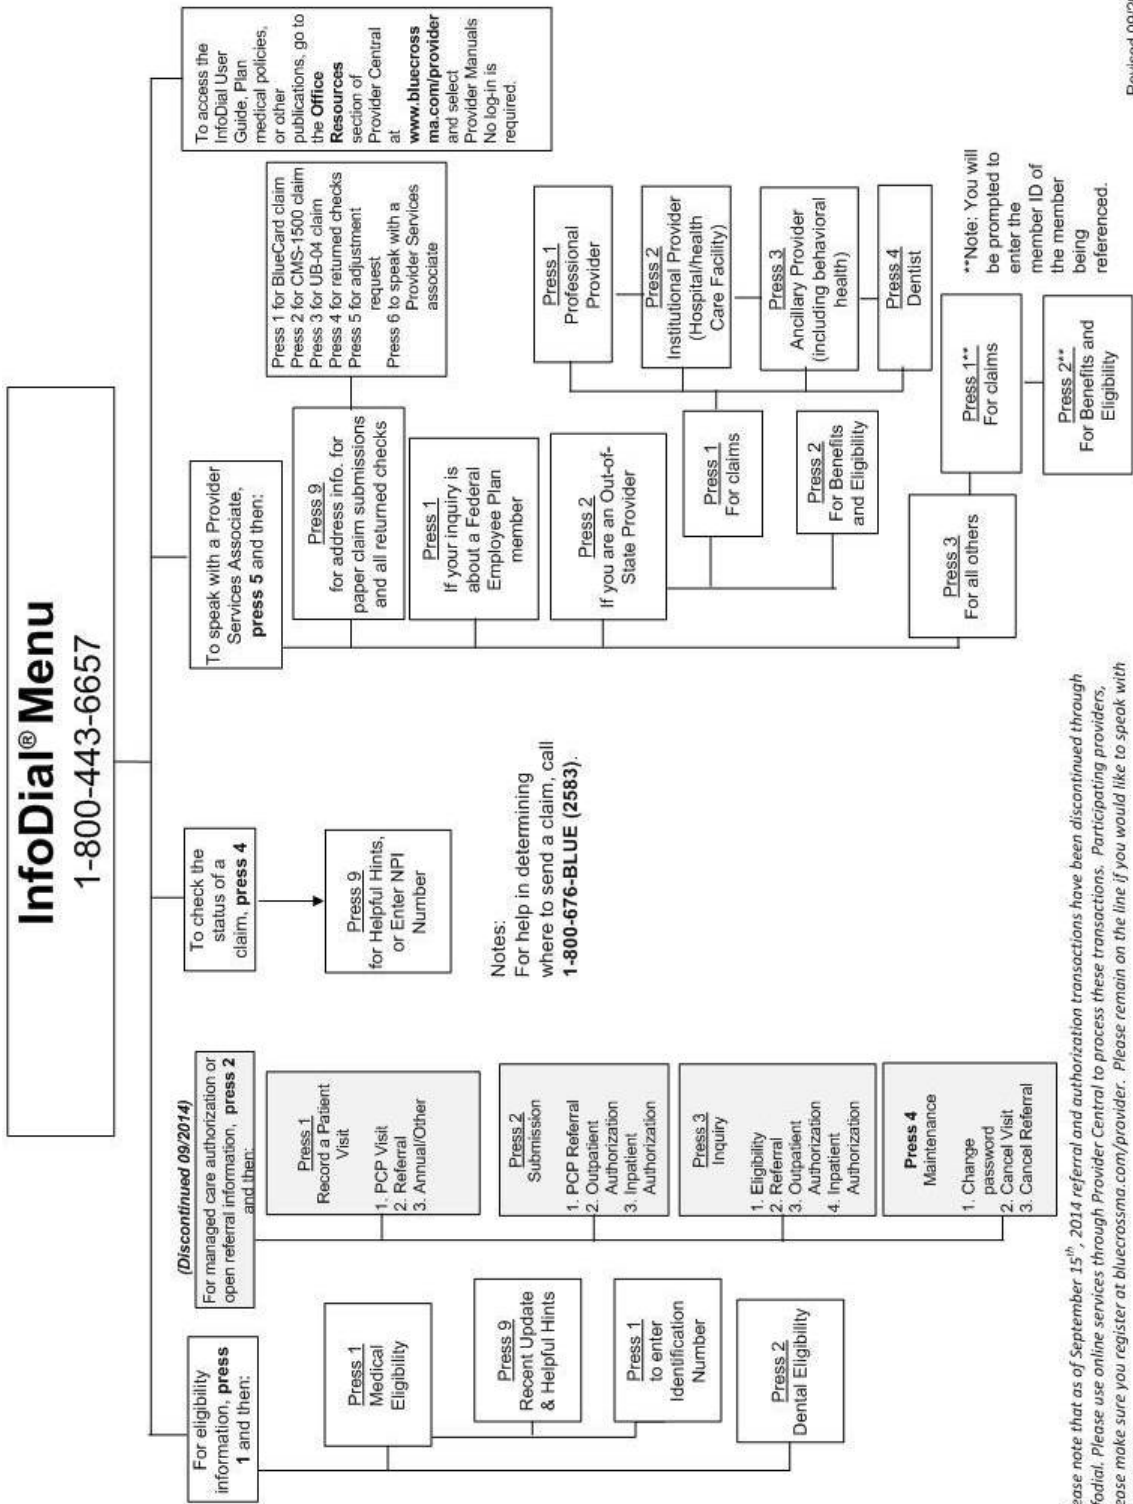 InfoDial® Menu
1-800-443-6657
For eligibility
information, press
1 and then:
Press 1
Medical
Eligibility
Press 9
Recent Update
& Helpful Hints
Press 1
to enter
Identification
Number
Press 2
Dental Eligibility
(Discontinued 09/2014)
For managed care authorization or
open referral information, press 2
and then:
Press 1
Record a Patient
Visit
1. PCP Visit
2. Referral
3. Annual/Other
Press 2
Submission
1. PCP Referral
2. Outpatient
Authorization
3. Inpatient
Authorization
Press 3
Inquiry
1. Eligibility
2. Referral
3. Outpatient
Authorization
4. Inpatient
Authorization
Press 4
Maintenance
1. Change
password
2. Cancel Visit
3. Cancel Referral
To check the
status of a
claim, press 4
Press 9
for Helpful Hints,
or Enter NPI
Number
Notes:
For help in determining
where to send a claim, call
1-800-676-BLUE (2583).
To speak with a Provider
Services Associate,
press 5 and then:
Press 9
for address info. for
paper claim submissions
and all returned checks
Press 1 for BlueCard claim
Press 2 for CMS-1500 claim
Press 3 for UB-04 claim
Press 4 for returned checks
Press 5 for adjustment
request
Press 6 to speak with a
Provider Services
associate
Press 1
If your inquiry is
about a Federal
Employee Plan
member
Press 2
If you are an Out-of-
State Provider
Press 1
For claims
Press 1
Professional
Provider
Press 2
Institutional Provider
(Hospital/health
Care Facility)
Press 3
Ancillary Provider
(including behavioral
health)
Press 4
Dentist
Press 2
For Benefits
and Eligibility
Press 3
For all others
Press 1**
For claims
Press 2**
For Benefits and
Eligibility
**Note: You will
be prompted to
enter the
member ID of
the member
being
referenced.
To access the
InfoDial User
Guide, Plan
medical policies,
or other
publications, go to
the Office
Resources
section of
Provider Central
at
www.bluecross
ma.com/provider
and select
Provider Manuals
No log-in is
required.
ease note that as of September 15th, 2014 referral and authorization transactions have been discontinued through
fodial. Please use online services through Provider Central to process these transactions. Participating providers,
ease make sure you register at bluecrossma.com/provider. Please remain on the line if you would like to speak with
Revised